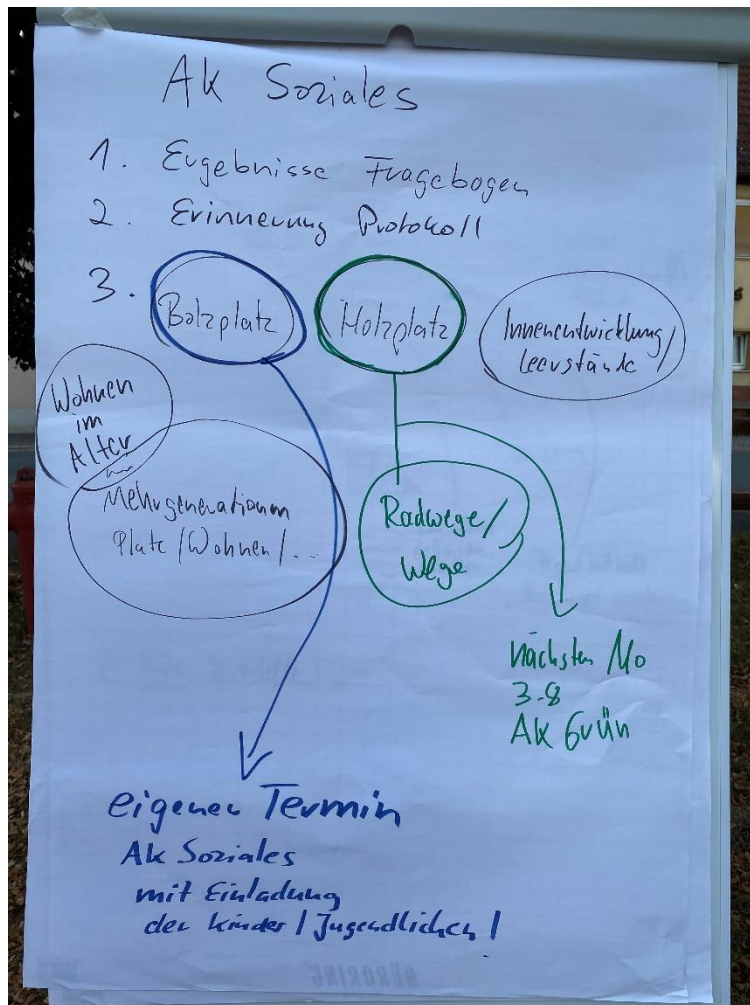 AK Soziales
1. Ergebnisse Fragebogen
2. Erinnerung Protokoll
3. Bolzplatz Holzplatz Innenentwicklung/
Leerstände
Wohnen
im
Alter
Mehrgenerationen
Platz/Wohnen/...
Radwege/
Wege
nächsten Mo
3.8
AK Grün
eigener Termin
AK Soziales
mit Einladung
der Kinder/Jugendlichen/
BÜRORING